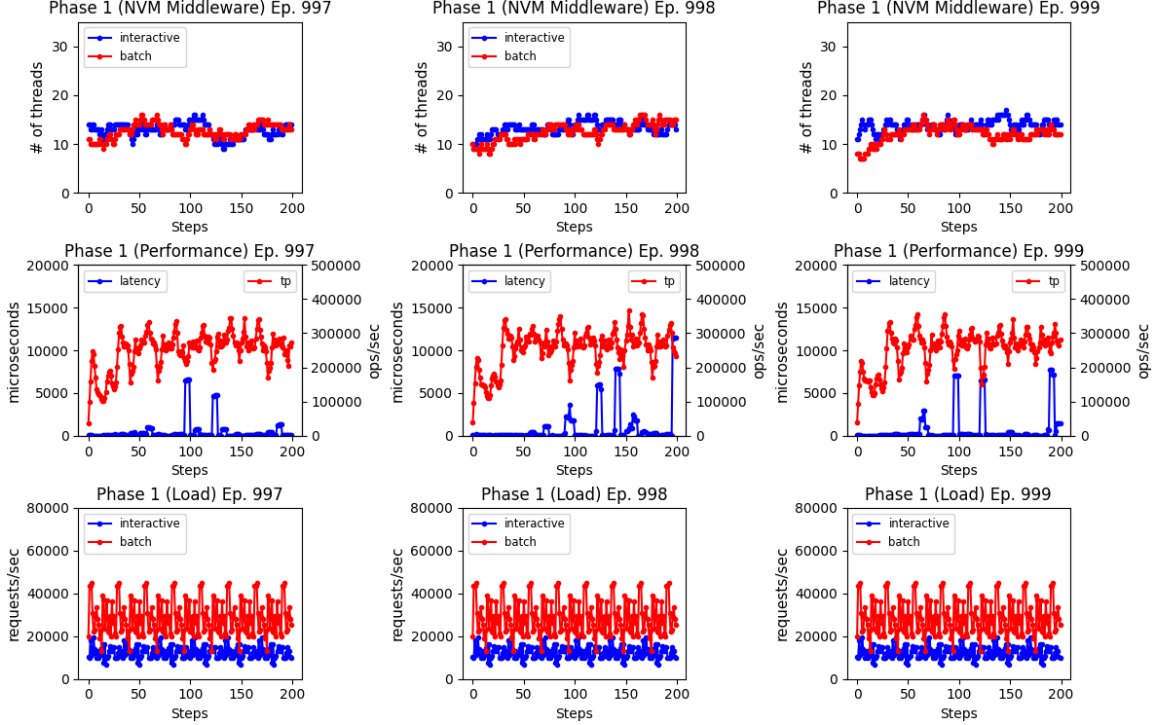 Phase 1 (NVM Middleware) Ep. 997
35
30
20
10
0
# of threads
interactive
batch
0 50 100 150 200
Steps
Phase 1 (NVM Middleware) Ep. 998
30
20
10
0
# of threads
interactive
batch
0 50 100 150 200
Steps
Phase 1 (NVM Middleware) Ep. 999
30
20
10
0
# of threads
interactive
batch
0 50 100 150 200
Steps
Phase 1 (Performance) Ep. 997
20000
15000
10000
5000
0
microseconds
latency
tp
500000
400000
300000
200000
100000
0
ops/sec
0 50 100 150 200
Steps
Phase 1 (Performance) Ep. 998
20000
15000
10000
5000
0
microseconds
latency
tp
500000
400000
300000
200000
100000
0
ops/sec
0 50 100 150 200
Steps
Phase 1 (Performance) Ep. 999
20000
15000
10000
5000
0
microseconds
latency
tp
500000
400000
300000
200000
100000
0
ops/sec
0 50 100 150 200
Steps
Phase 1 (Load) Ep. 997
80000
60000
40000
20000
0
requests/sec
interactive
batch
0 50 100 150 200
Steps
Phase 1 (Load) Ep. 998
80000
60000
40000
20000
0
requests/sec
interactive
batch
0 50 100 150 200
Steps
Phase 1 (Load) Ep. 999
80000
60000
40000
20000
0
requests/sec
interactive
batch
0 50 100 150 200
Steps